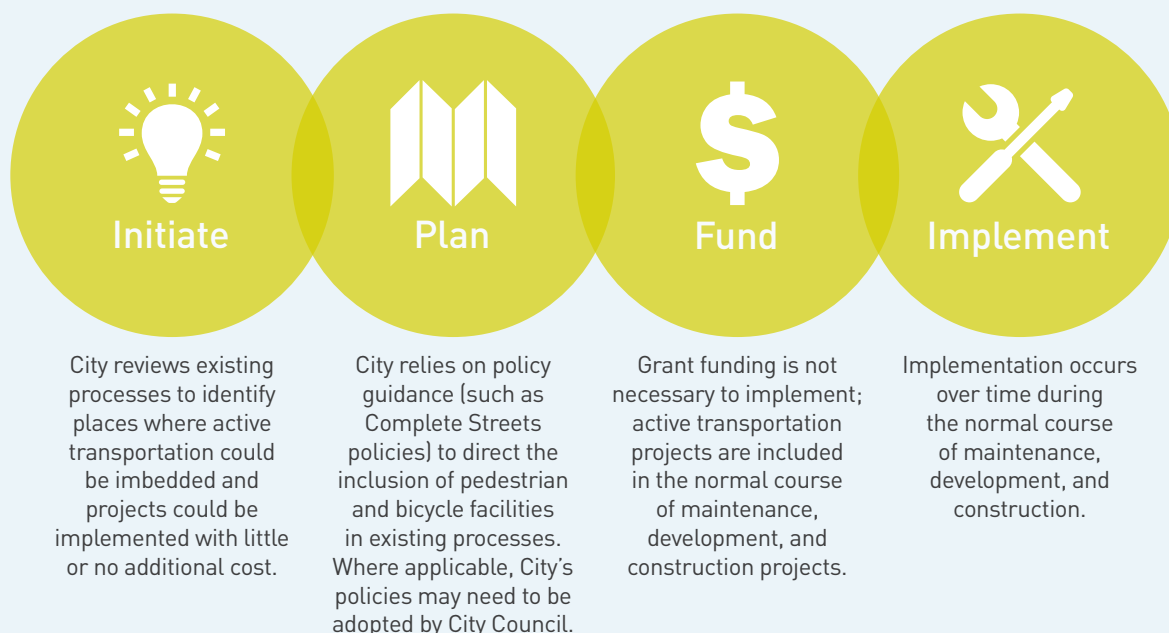 Initiate
Plan
Fund
Implement
City reviews existing
processes to identify
places where active
transportation could
be imbedded and
projects could be
implemented with little
or no additional cost.
City relies on policy
guidance (such as
Complete Streets
policies) to direct the
inclusion of pedestrian
and bicycle facilities
in existing processes.
Where applicable, City's
policies may need to be
adopted by City Council.
Grant funding is not
necessary to implement;
active transportation
projects are included
in the normal course
of maintenance,
development, and
construction projects.
Implementation occurs
over time during
the normal course
of maintenance,
development, and
construction.